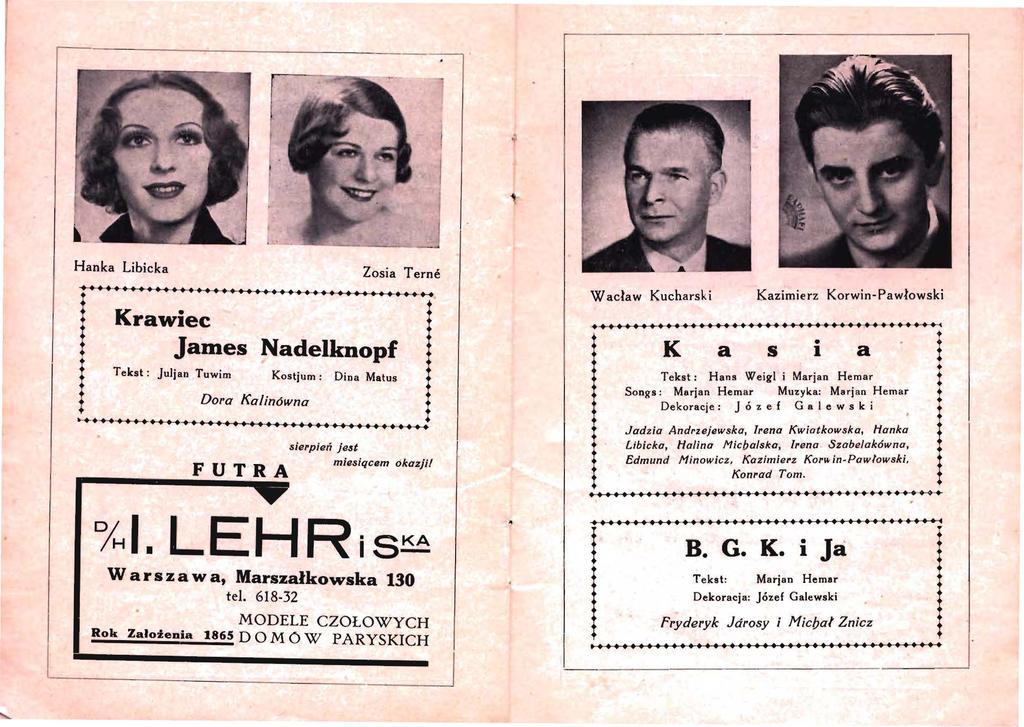 Hanka Libicka
Zosia Terné
Krawiec
James Nadelknopf
Tekst: Juljan Tuwim Kostjum: Dina Matus
Dora Kalinówna
sierpień jest
miesiącem okazji!
FUTRA
D/H I. LEHR i SKA
Warszawa, Marszałkowska 130
tel. 618-32
MODELE CZOŁOWYCH
Rok Założenia 1865 DOMÓW PARYSKICH
Wacław Kucharski Kazimierz Korwin-Pawłowski
Kasia
Tekst: Hans Weigl i Marjan Hemar
Songs: Marjan Hemar Muzyka: Marjan Hemar
Dekoracje: Józef Galewski
Jadzia Andrzejewska, Irena Kwiatkowska, Hanka
Libicka, Halina Michalska, Irena Szabelakówna,
Edmund Minowicz, Kazimierz Korwin-Pawłowski,
Konrad Tom.
B. G. K. i Ja
Tekst: Marjan Hemar
Dekoracja: Józef Galewski
Fryderyk Járosy i Michał Znicz